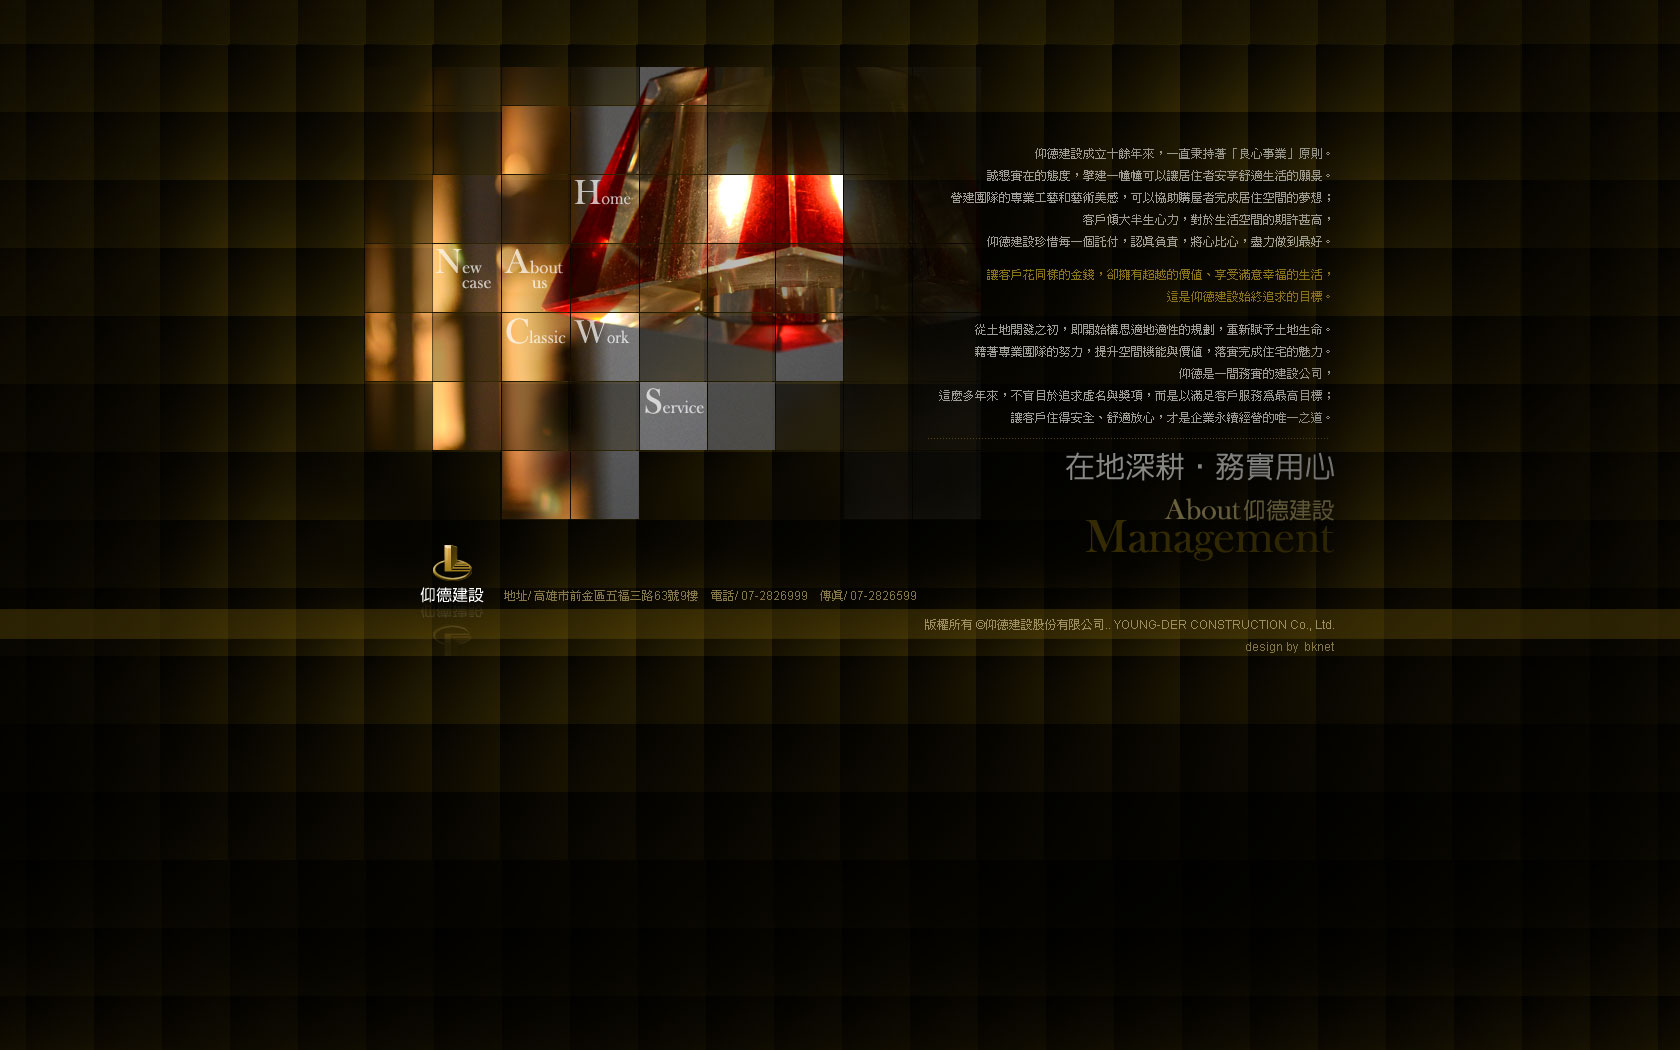 Home
New
case
About
us
Classic
Work
Service
仰德建設成立十餘年來，一直秉持著「良心事業」原則。
誠懇實在的態度，擘建一幢幢可以讓居住者安享舒適生活的願景。
營建團隊的專業工藝和藝術美感，可以協助購屋者完成居住空間的夢想；
客戶傾大半生心力，對於生活空間的期許甚高，
仰德建設珍惜每一個託付，認真負責，將心比心，盡力做到最好。
讓客戶花同樣的金錢，卻擁有超越的價值、享受滿意幸福的生活，
這是仰德建設始終追求的目標。
從土地開發之初，即開始構思適地適性的規劃，重新賦予土地生命。
藉著專業團隊的努力，提升空間機能與價值，落實完成住宅的魅力。
仰德是一間務實的建設公司，
這麼多年來，不盲目於追求虛名與獎項，而是以滿足客戶服務為最高目標；
讓客戶住得安全、舒適放心，才是企業永續經營的唯一之道。
在地深耕・務實用心
About仰德建設
Management
仰德建設
地址/ 高雄市前金區五福三路63號9樓 電話/ 07-2826999 傳真/ 07-2826599
版權所有 ©仰德建設股份有限公司.. YOUNG-DER CONSTRUCTION Co., Ltd.
design by bknet